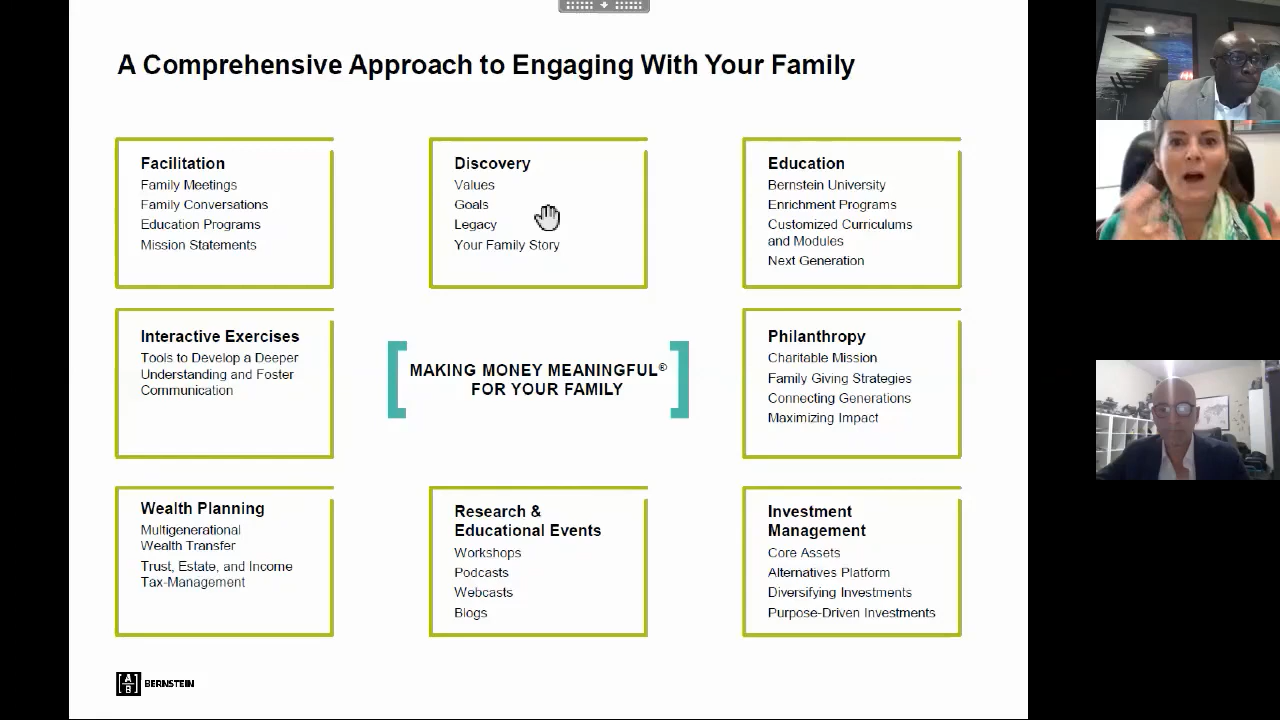 A Comprehensive Approach to Engaging With Your Family
Facilitation
Family Meetings
Family Conversations
Education Programs
Mission Statements
Discovery
Values
Goals
Legacy
Your Family Story
Education
Bernstein University
Enrichment Programs
Customized Curriculums
and Modules
Next Generation
Interactive Exercises
Tools to Develop a Deeper
Understanding and Foster
Communication
MAKING MONEY MEANINGFUL®
FOR YOUR FAMILY
Philanthropy
Charitable Mission
Family Giving Strategies
Connecting Generations
Maximizing Impact
Wealth Planning
Multigenerational
Wealth Transfer
Trust, Estate, and Income
Tax-Management
Research &
Educational Events
Workshops
Podcasts
Webcasts
Blogs
Investment
Management
Core Assets
Alternatives Platform
Diversifying Investments
Purpose-Driven Investments
[A B] BERNSTEIN